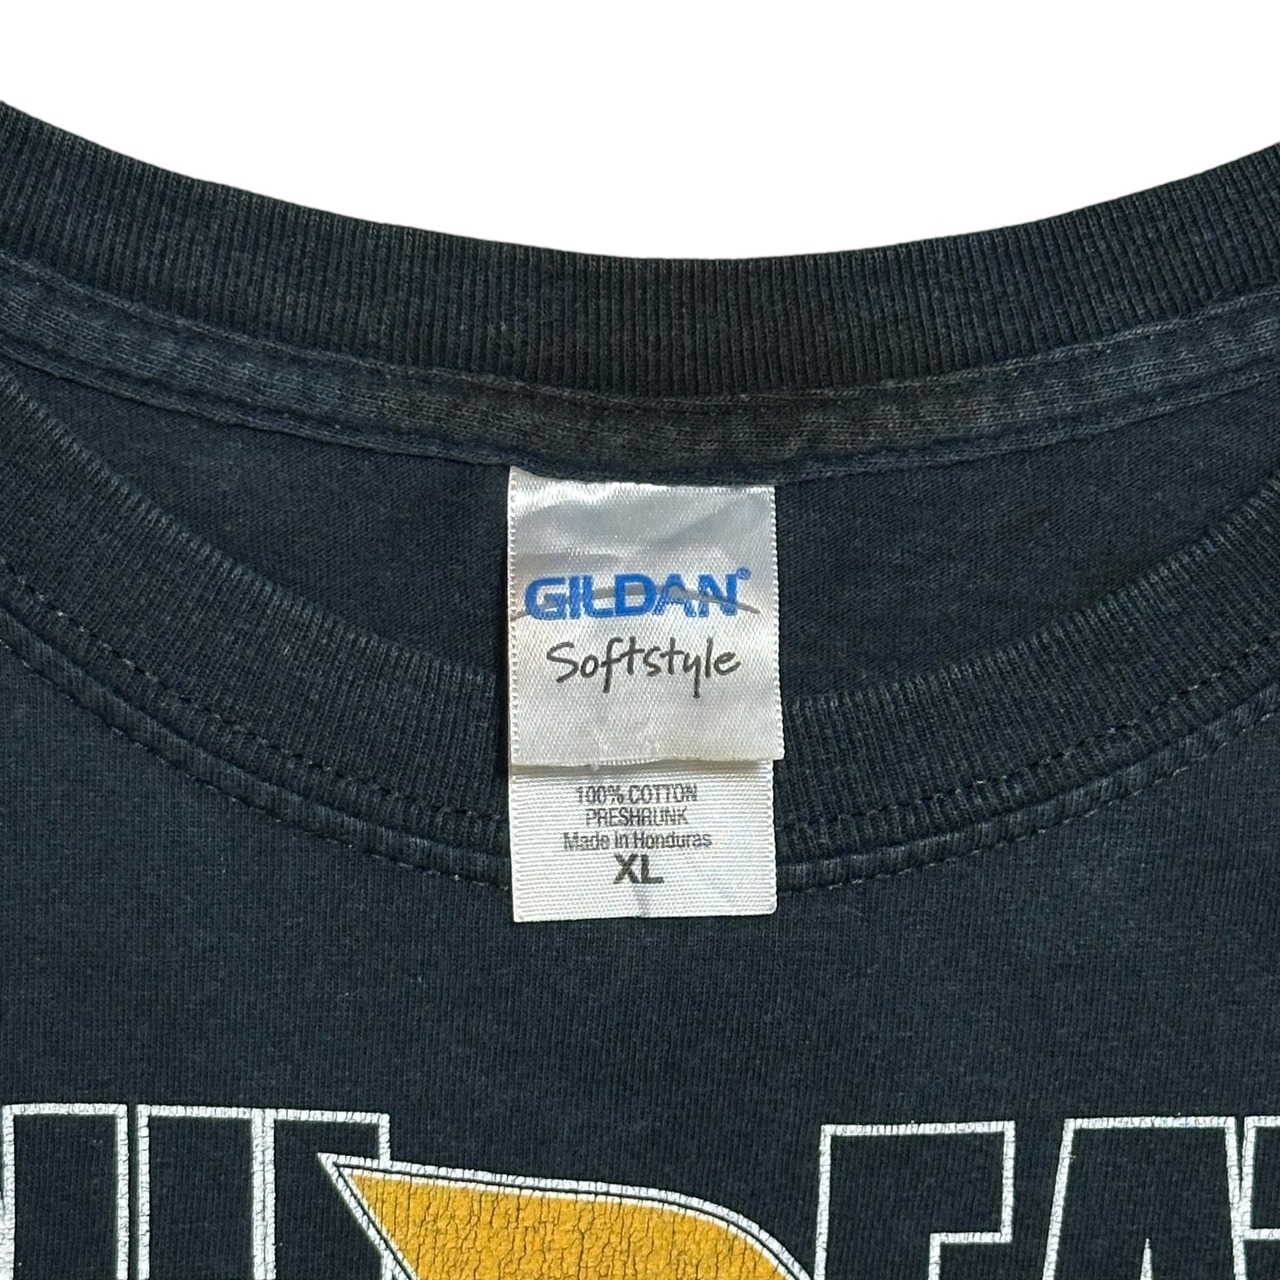 GILDAN®
Softstyle
100% COTTON
PRESHRUNK
Made in Honduras
XL